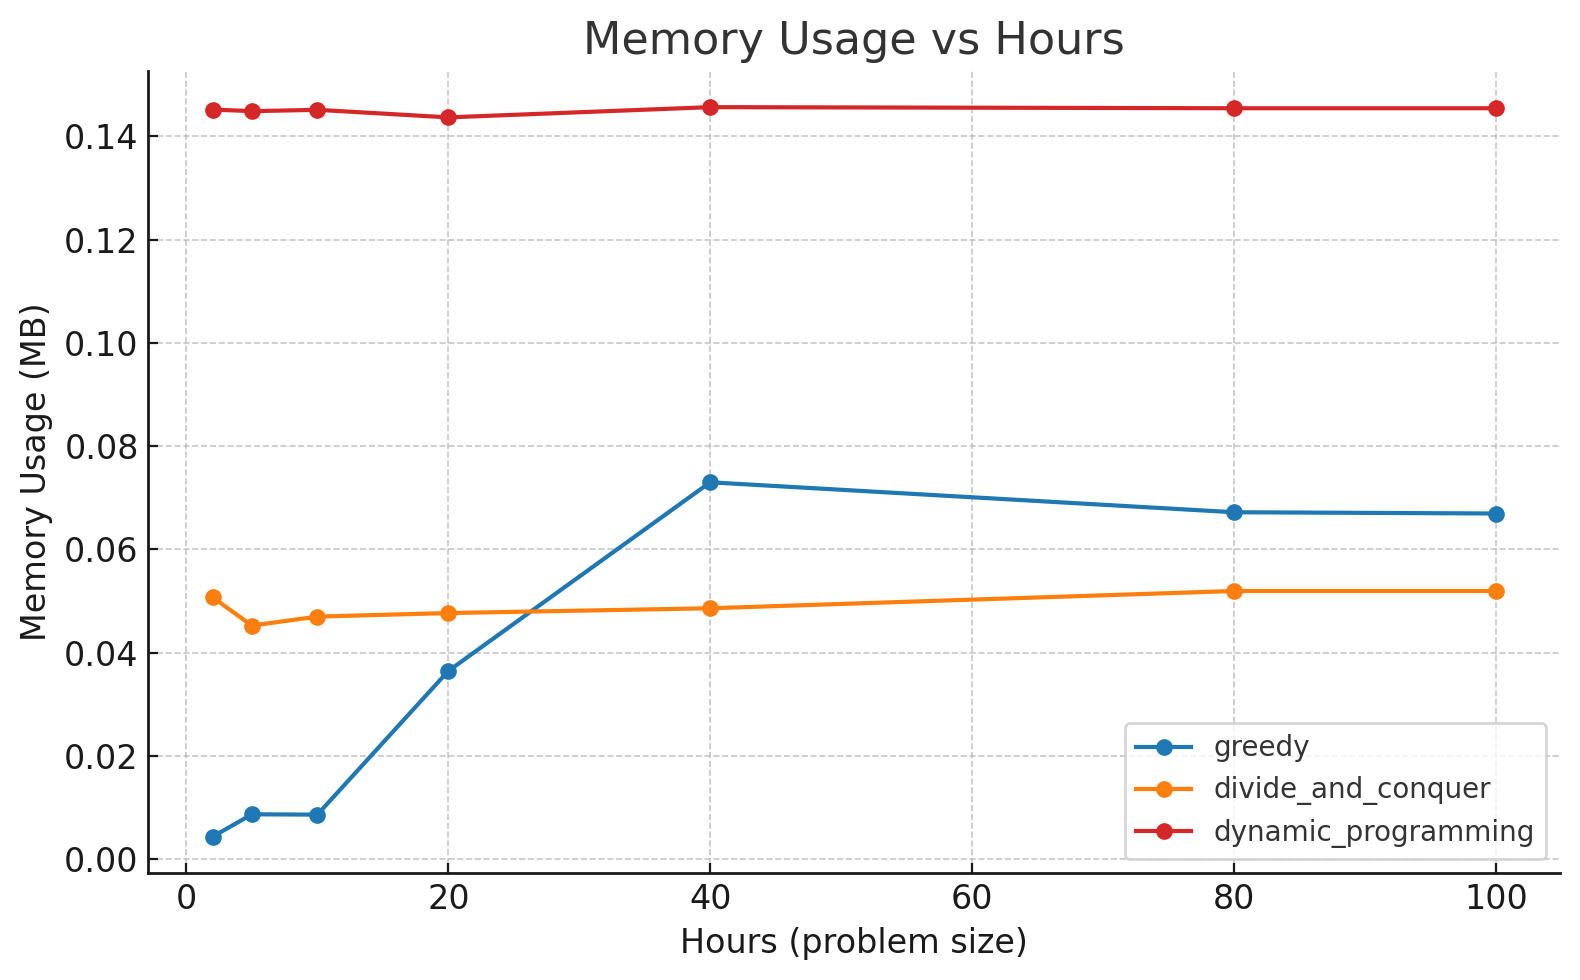 Memory Usage vs Hours
Memory Usage (MB)
0.14
0.12
0.10
0.08
0.06
0.04
0.02
0.00
greedy
divide_and_conquer
dynamic_programming
0 20 40 60 80 100
Hours (problem size)